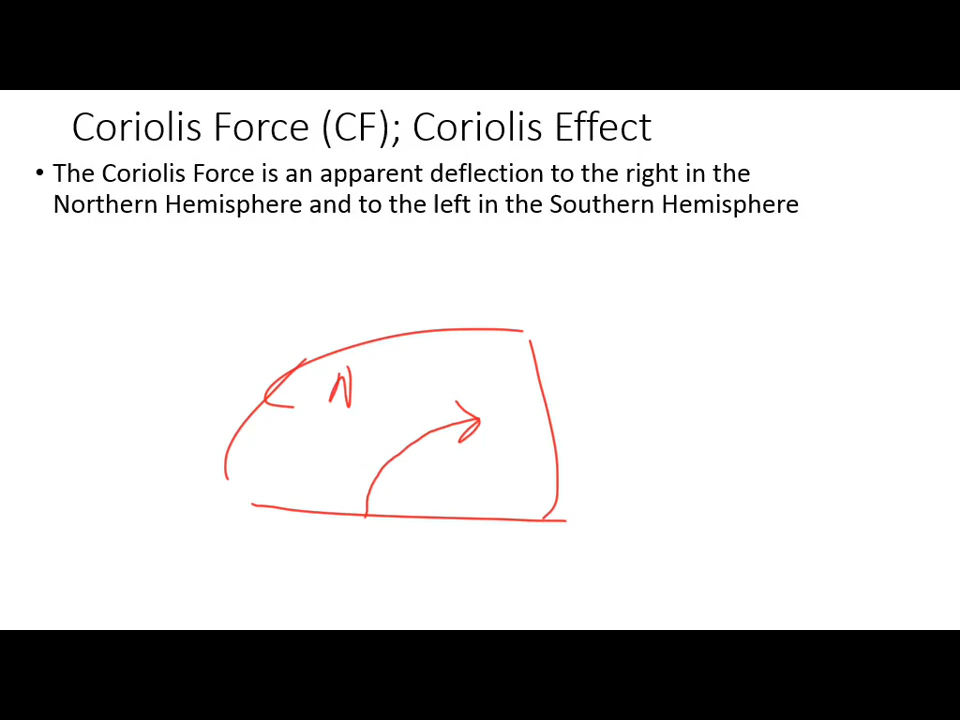 Coriolis Force (CF); Coriolis Effect
• The Coriolis Force is an apparent deflection to the right in the
Northern Hemisphere and to the left in the Southern Hemisphere
N